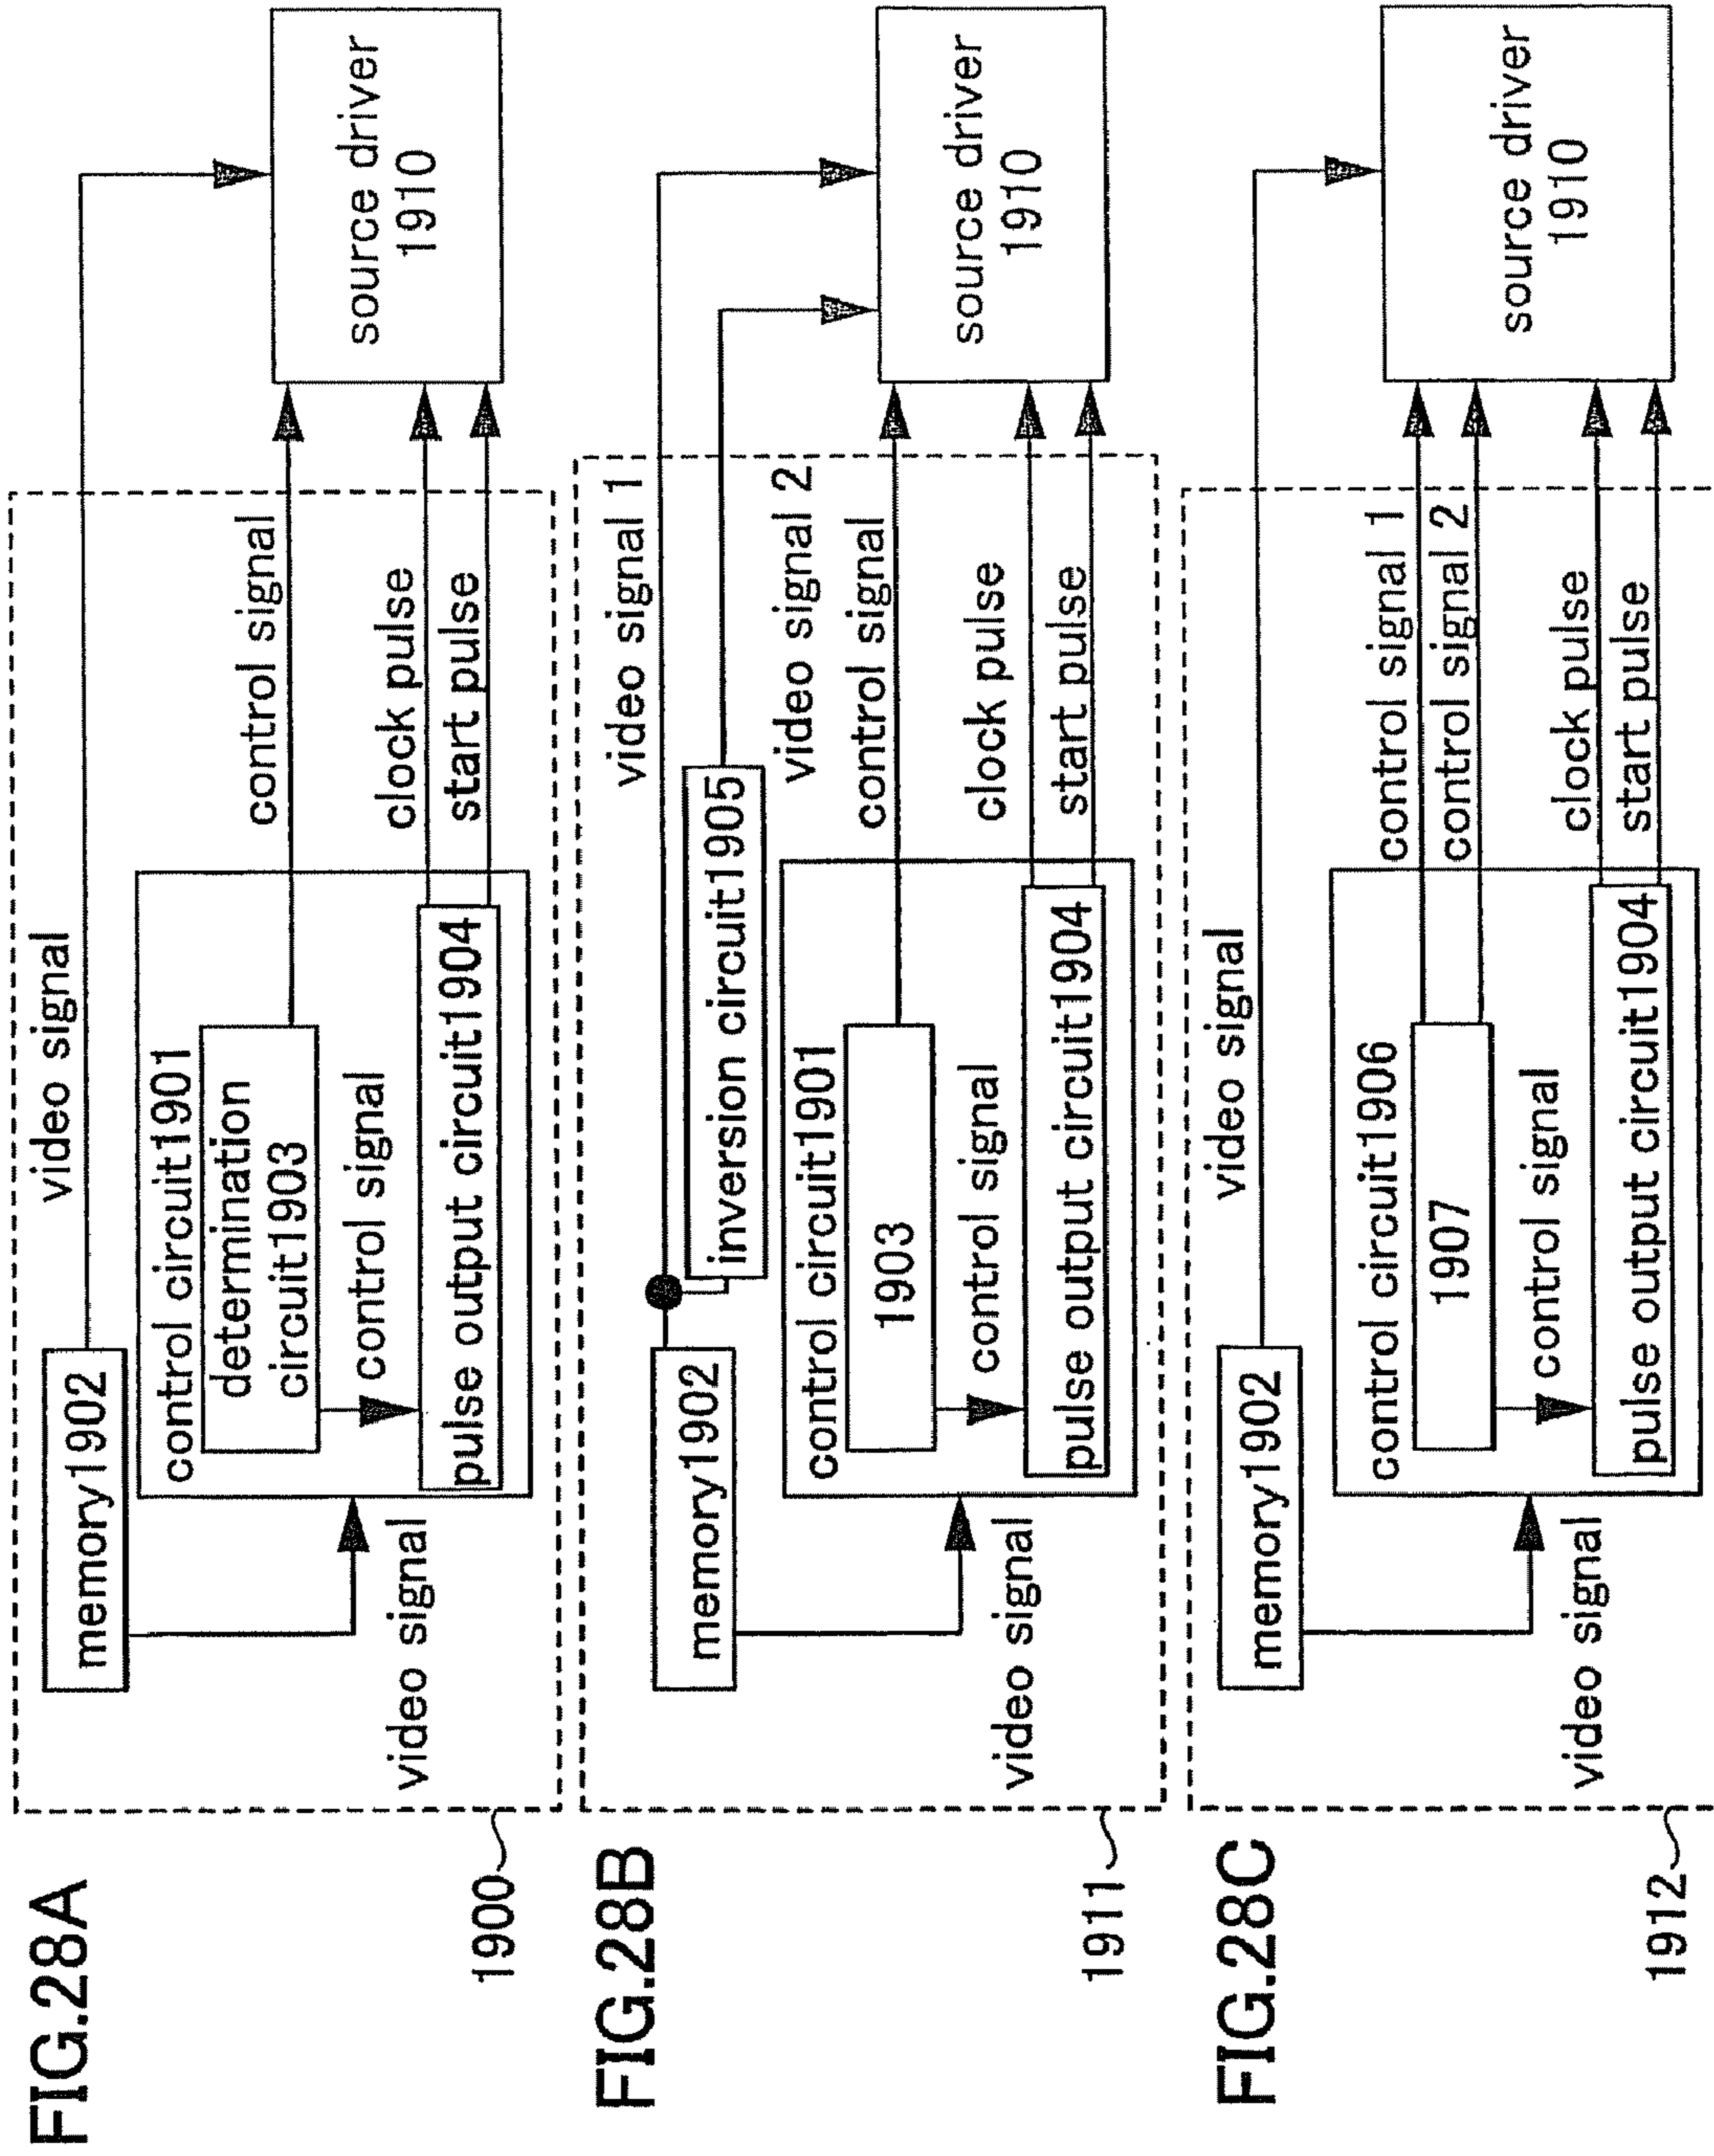 FIG.28A
1900
memory1902
video signal
video signal
control circuit1901
determination
circuit1903
control signal
pulse output circuit1904
control signal
clock pulse
start pulse
source driver
1910
FIG.28B
1911
memory1902
video signal
video signal 1
inversion circuit1905
video signal 2
control circuit1901
1903
control signal
pulse output circuit1904
control signal
clock pulse
start pulse
source driver
1910
FIG.28C
1912
memory1902
video signal
video signal
control circuit1906
1907
control signal
pulse output circuit1904
control signal 1
control signal 2
clock pulse
start pulse
source driver
1910